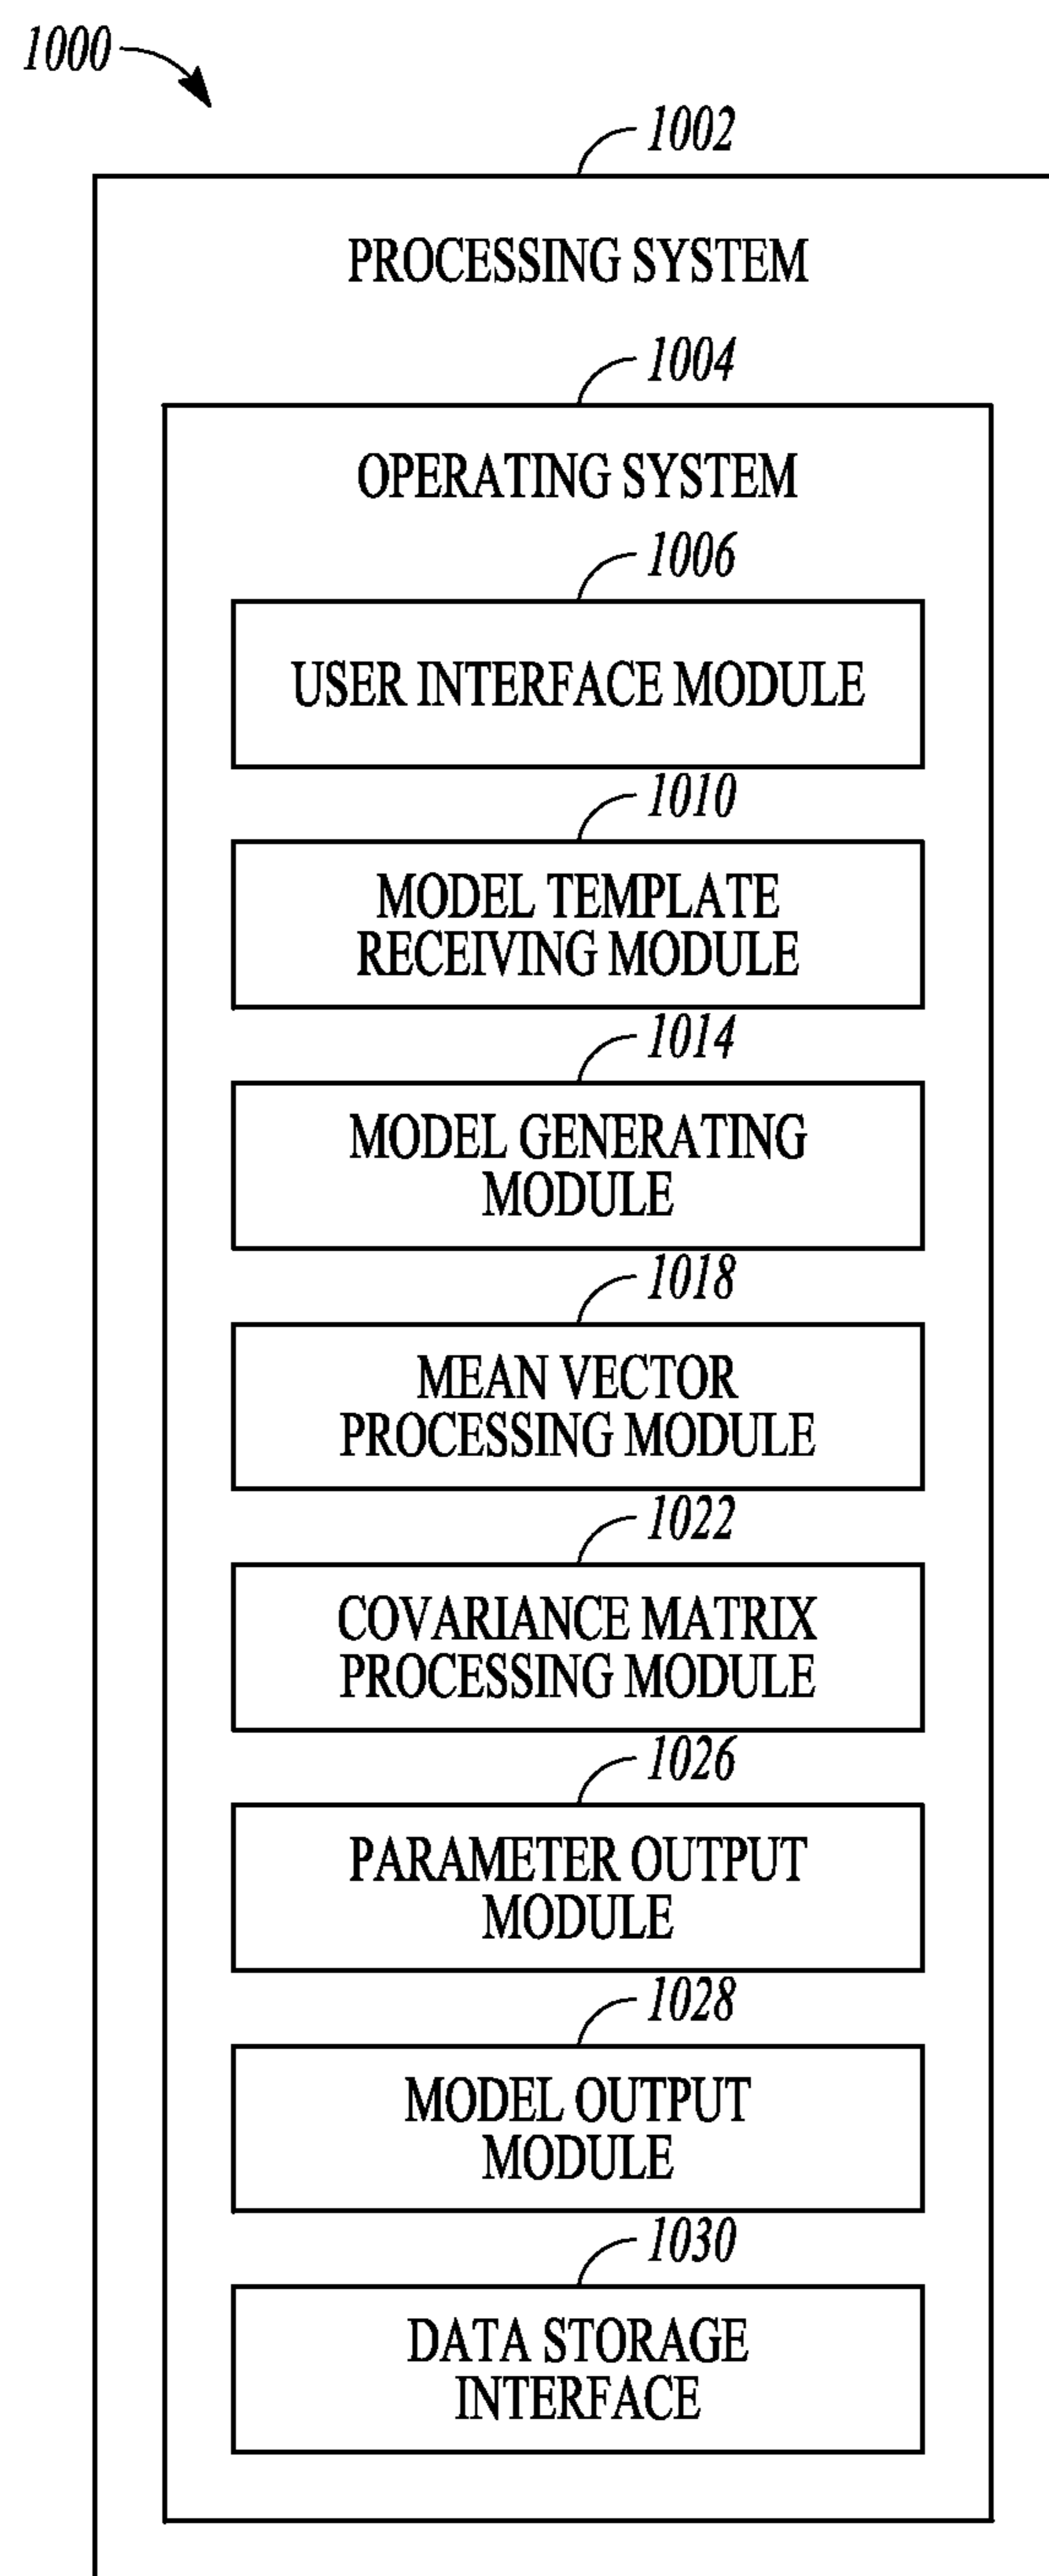 1000
1002
PROCESSING SYSTEM
1004
OPERATING SYSTEM
1006
USER INTERFACE MODULE
1010
MODEL TEMPLATE
RECEIVING MODULE
1014
MODEL GENERATING
MODULE
1018
MEAN VECTOR
PROCESSING MODULE
1022
COVARIANCE MATRIX
PROCESSING MODULE
1026
PARAMETER OUTPUT
MODULE
1028
MODEL OUTPUT
MODULE
1030
DATA STORAGE
INTERFACE